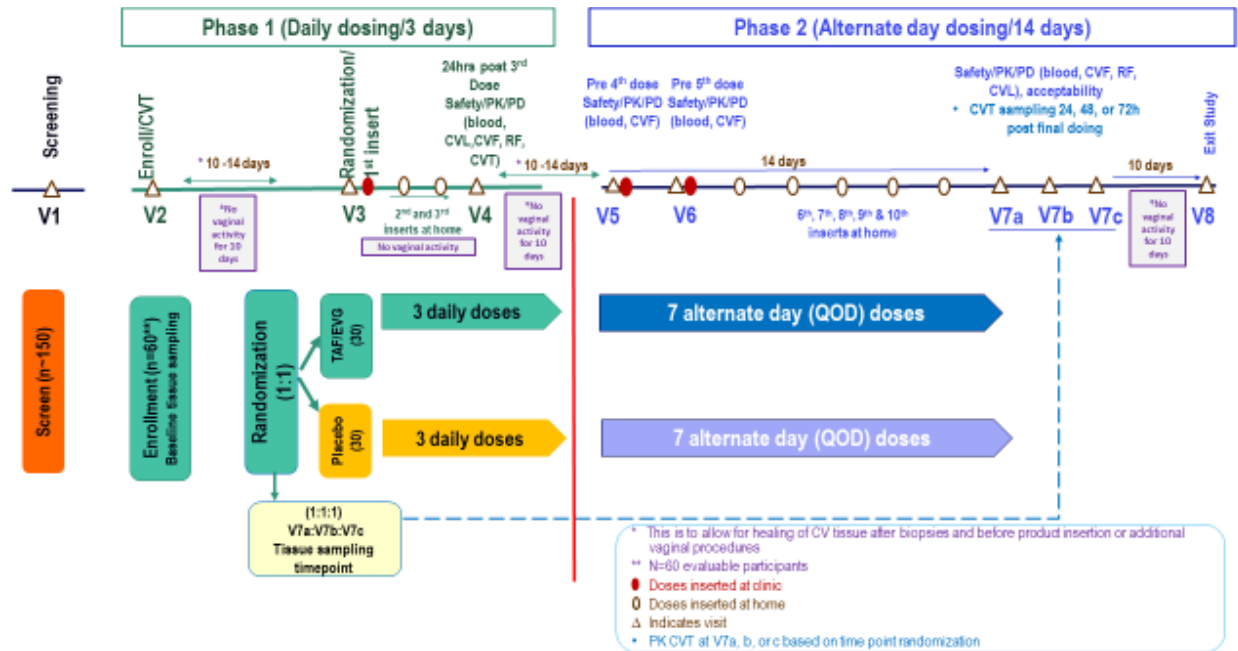 Phase 1 (Daily dosing/3 days)
Phase 2 (Alternate day dosing/14 days)
Screening
Enroll/CVT
* 10 -14 days
Randomization/
1st insert
24hrs post 3rd
Dose
Safety/PK/PD
(blood,
CVL,CVF, RF,
CVT)
* 10-14 days
Pre 4th dose
Safety/PK/PD
(blood, CVF)
Pre 5th dose
Safety/PK/PD
(blood, CVF)
14 days
Safety/PK/PD (blood, CVF, RF,
CVL), acceptability
• CVT sampling 24, 48, or 72h
post final doing
10 days
Exit Study
V1
V2
V3
V4
V5
V6
V7a
V7b
V7c
V8
*No
vaginal
activity
for 10
days
2nd and 3rd
inserts at home
No vaginal activity
*No
vaginal
activity
for 10
days
6th, 7th, 8th, 9th & 10th
inserts at home
*No
vaginal
activity
for 10
days
Screen (n~150)
Enrollment (n=60**)
Baseline tissue sampling
Randomization
(1:1)
TAF/EVG
(30)
Placebo
(30)
3 daily doses
7 alternate day (QOD) doses
3 daily doses
7 alternate day (QOD) doses
(1:1:1)
V7a:V7b:V7c
Tissue sampling
timepoint
* This is to allow for healing of CV tissue after biopsies and before product insertion or additional
vaginal procedures
** N=60 evaluable participants
Doses inserted at clinic
Doses inserted at home
Indicates visit
• PK CVT at V7a, b, or c based on time point randomization